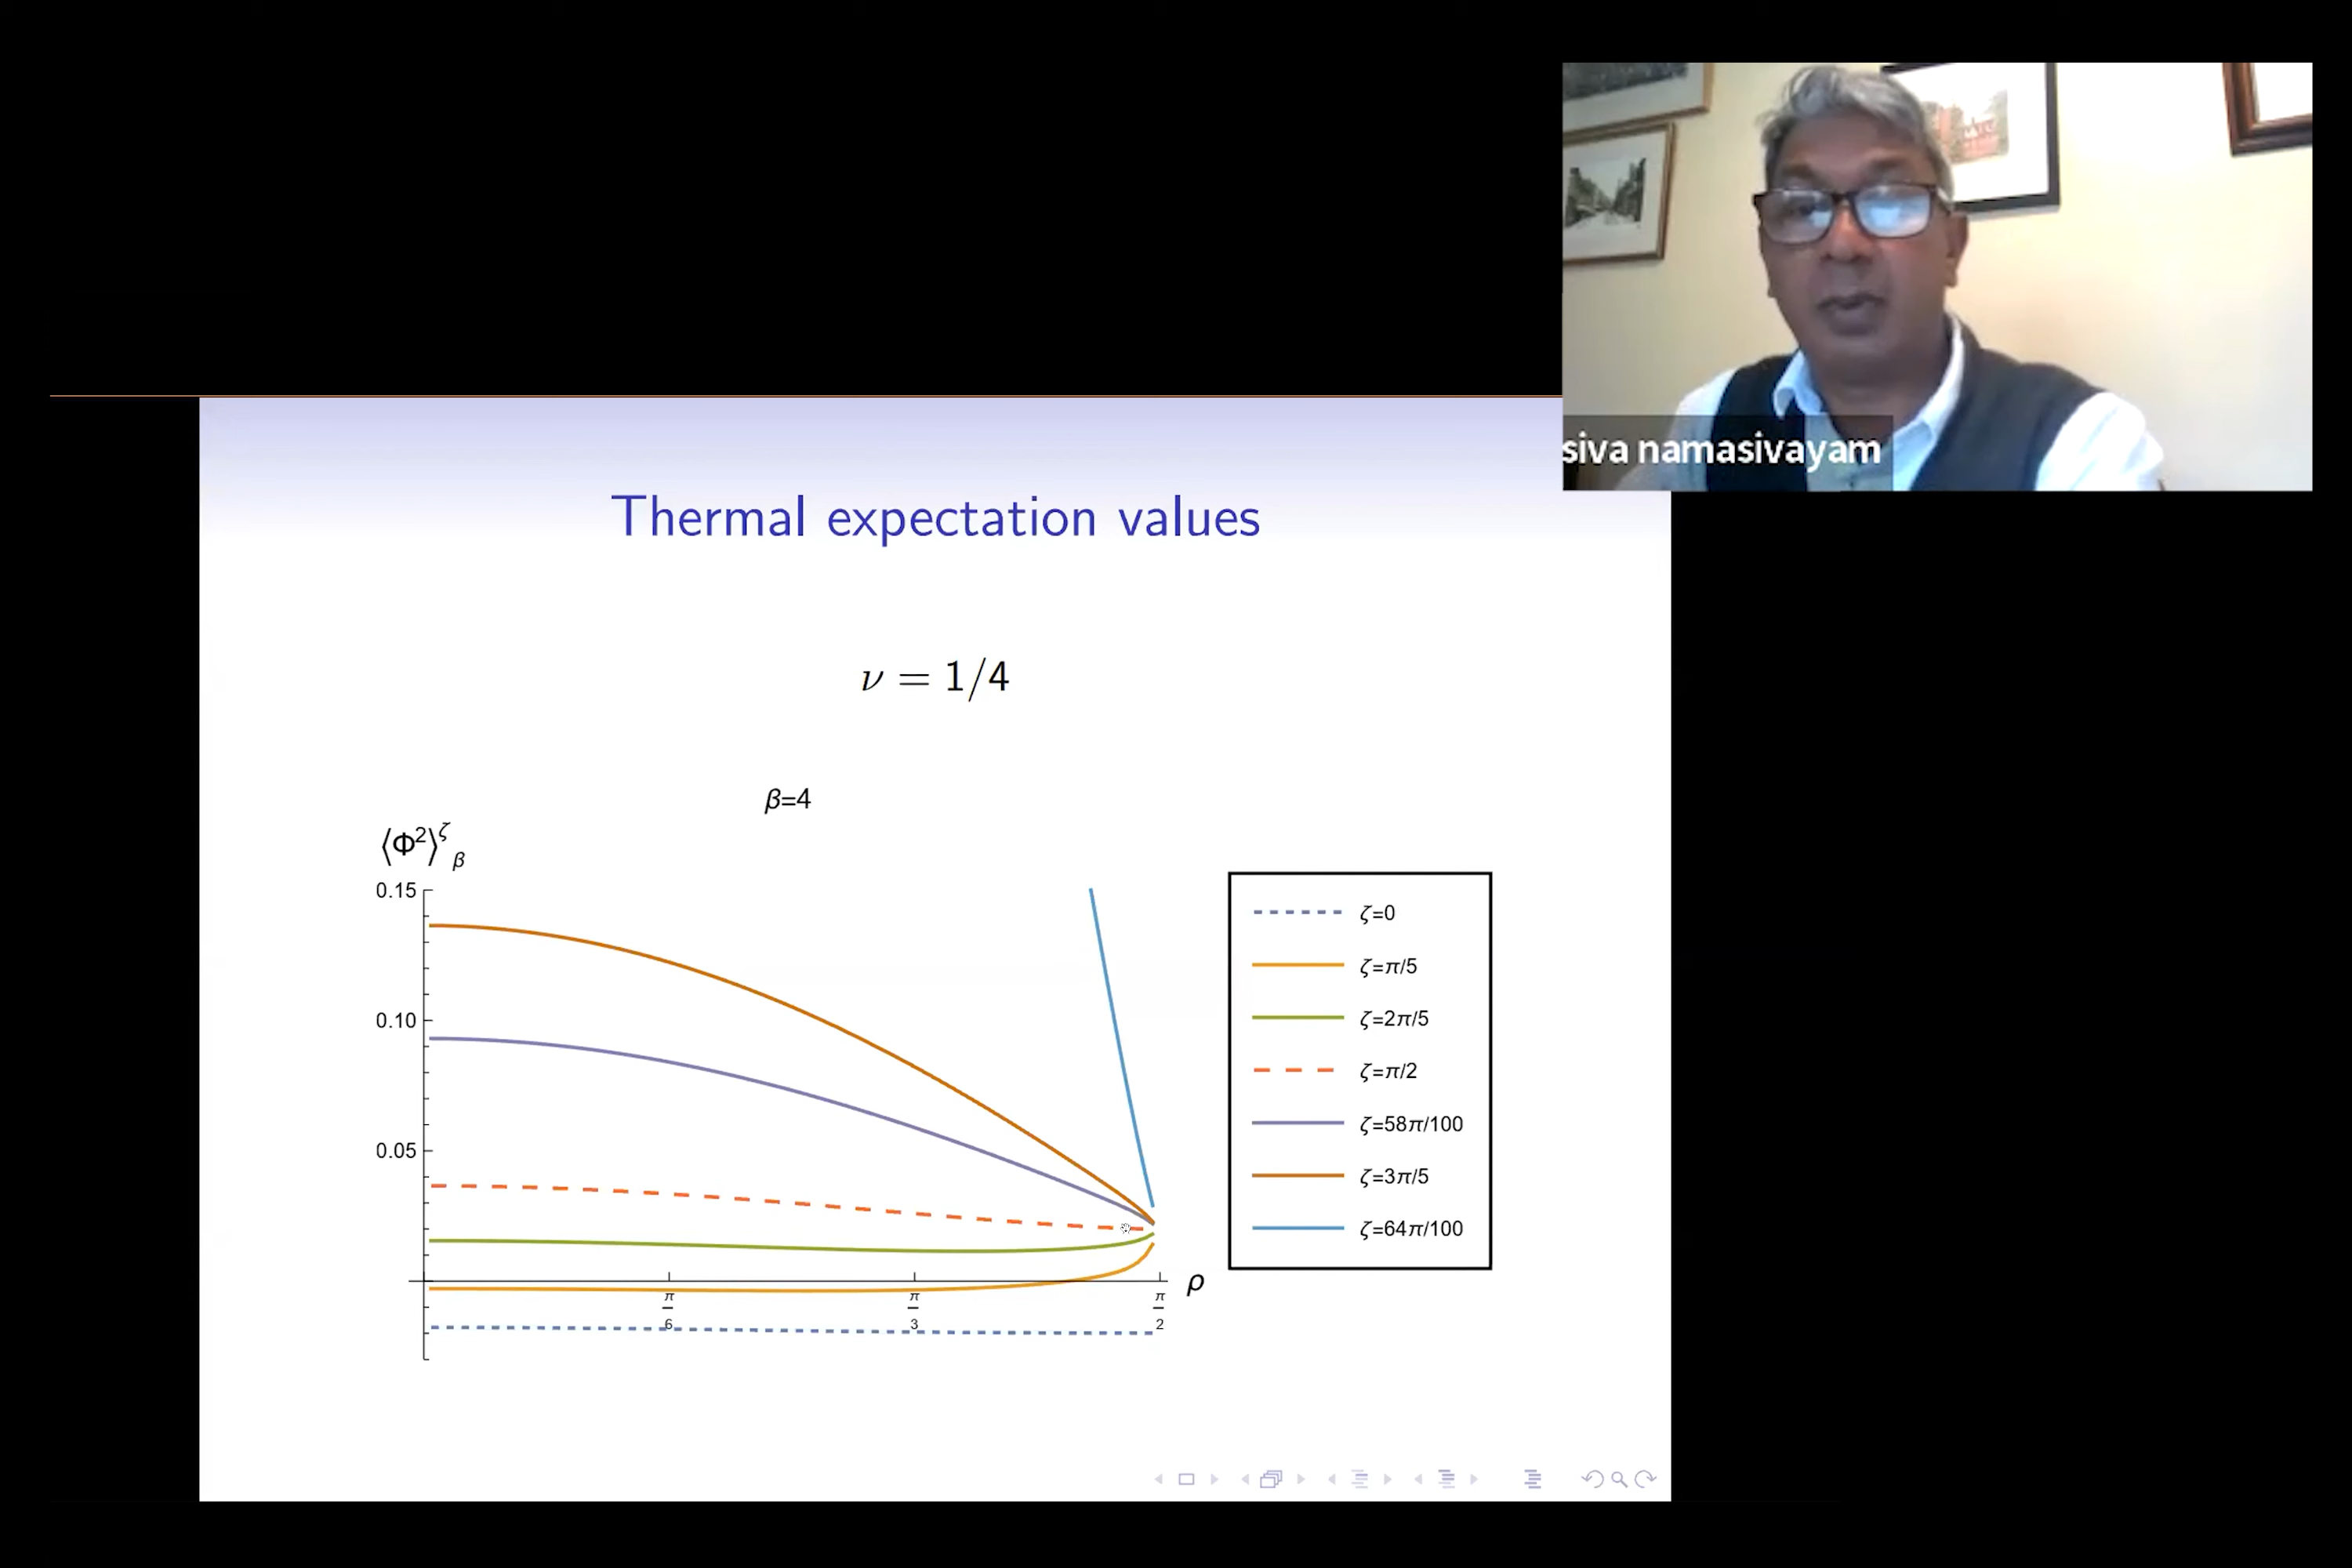 siva namasivayam
Thermal expectation values
ν = 1/4
β=4
⟨Φ²⟩^ζ_β
0.15
0.10
0.05
π/6
π/3
π/2
ρ
ζ=0
ζ=π/5
ζ=2π/5
ζ=π/2
ζ=58π/100
ζ=3π/5
ζ=64π/100